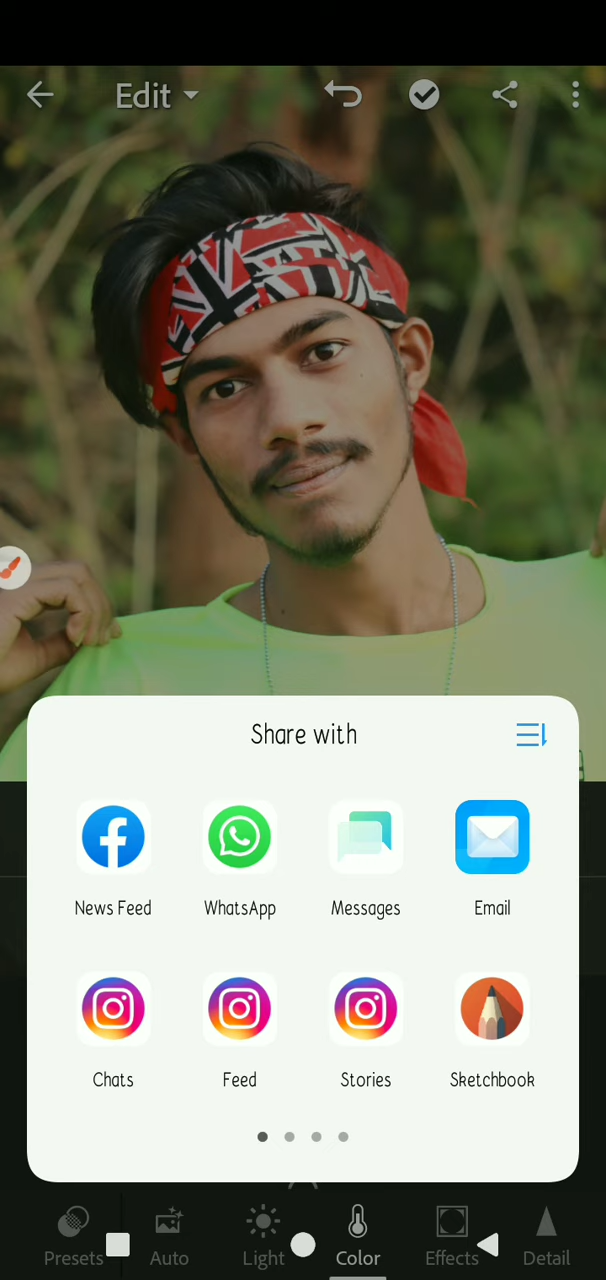 Edit
Share with
News Feed
WhatsApp
Messages
Email
Chats
Feed
Stories
Sketchbook
Presets
Auto
Light
Color
Effects
Detail